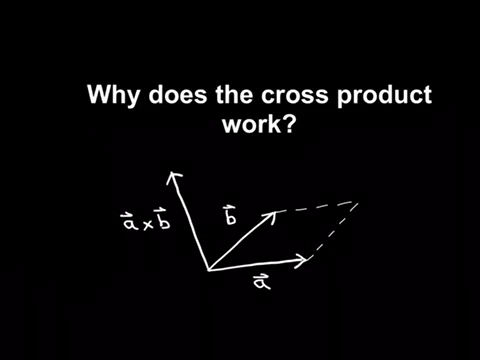 Why does the cross product
work?
a⃗ × b⃗
b⃗
a⃗